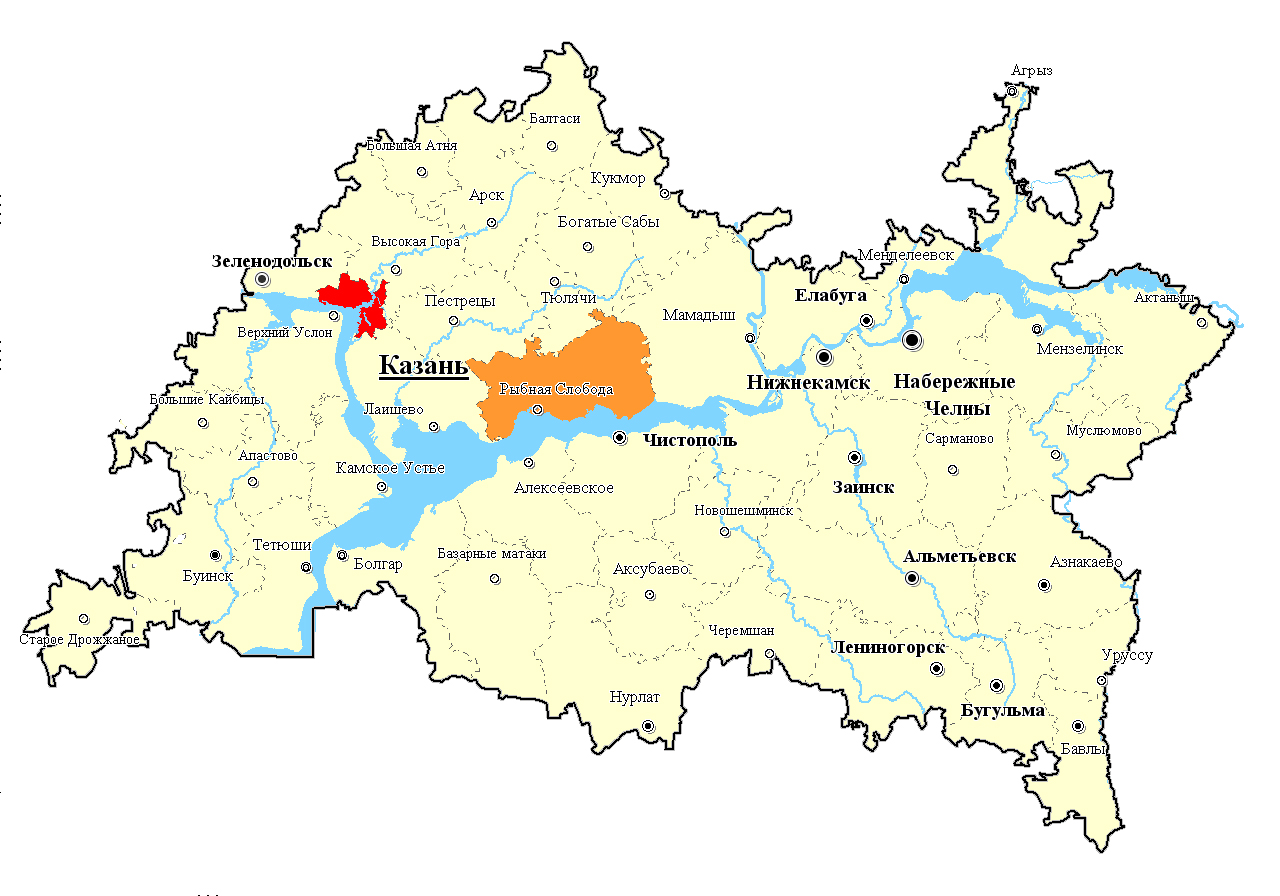 Агрыз
Балтаси
Большая Атня
Кукмор
Арск
Богатые Сабы
Высокая Гора
Менделеевск
Зеленодольск
Елабуга
Актаныш
Тюлячи
Пестрецы
Мамадыш
Верхний Услон
Мензелинск
Казань
Нижнекамск
Набережные
Челны
Рыбная Слобода
Большие Кайбицы
Лаишево
Муслюмово
Чистополь
Сарманово
Апастово
Камское Устье
Алексеевское
Заинск
Новошешминск
Тетюши
Базарные матаки
Альметьевск
Болгар
Азнакаево
Аксубаево
Буинск
Черемшан
Старое Дрожжаное
Лениногорск
Уруссу
Нурлат
Бугульма
Бавлы